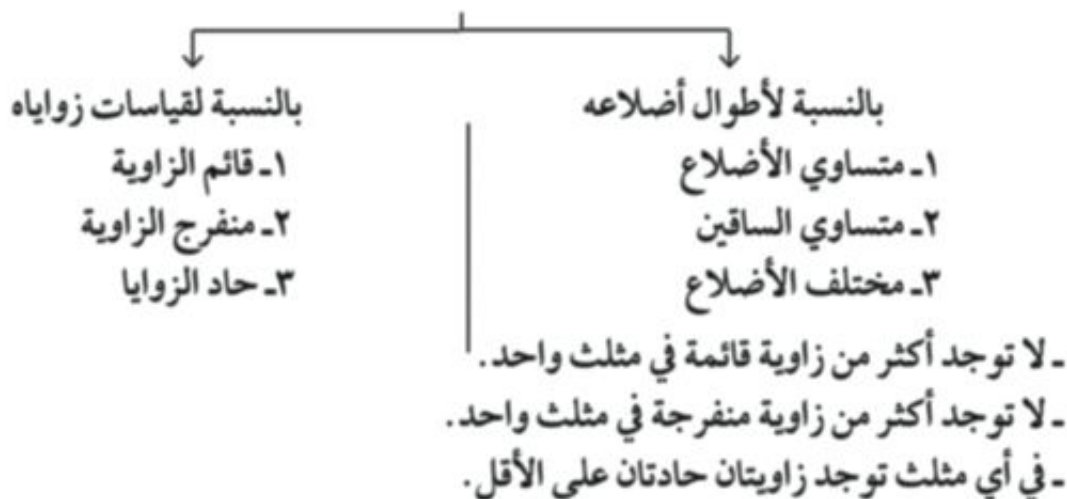 بالنسبة لأطوال أضلاعه
١ـ متساوي الأضلاع
٢ـ متساوي الساقين
٣ـ مختلف الأضلاع
بالنسبة لقياسات زواياه
١ـ قائم الزاوية
٢ـ منفرج الزاوية
٣ـ حاد الزوايا
ـ لا توجد أكثر من زاوية قائمة في مثلث واحد.
ـ لا توجد أكثر من زاوية منفرجة في مثلث واحد.
ـ في أي مثلث توجد زاويتان حادتان على الأقل.